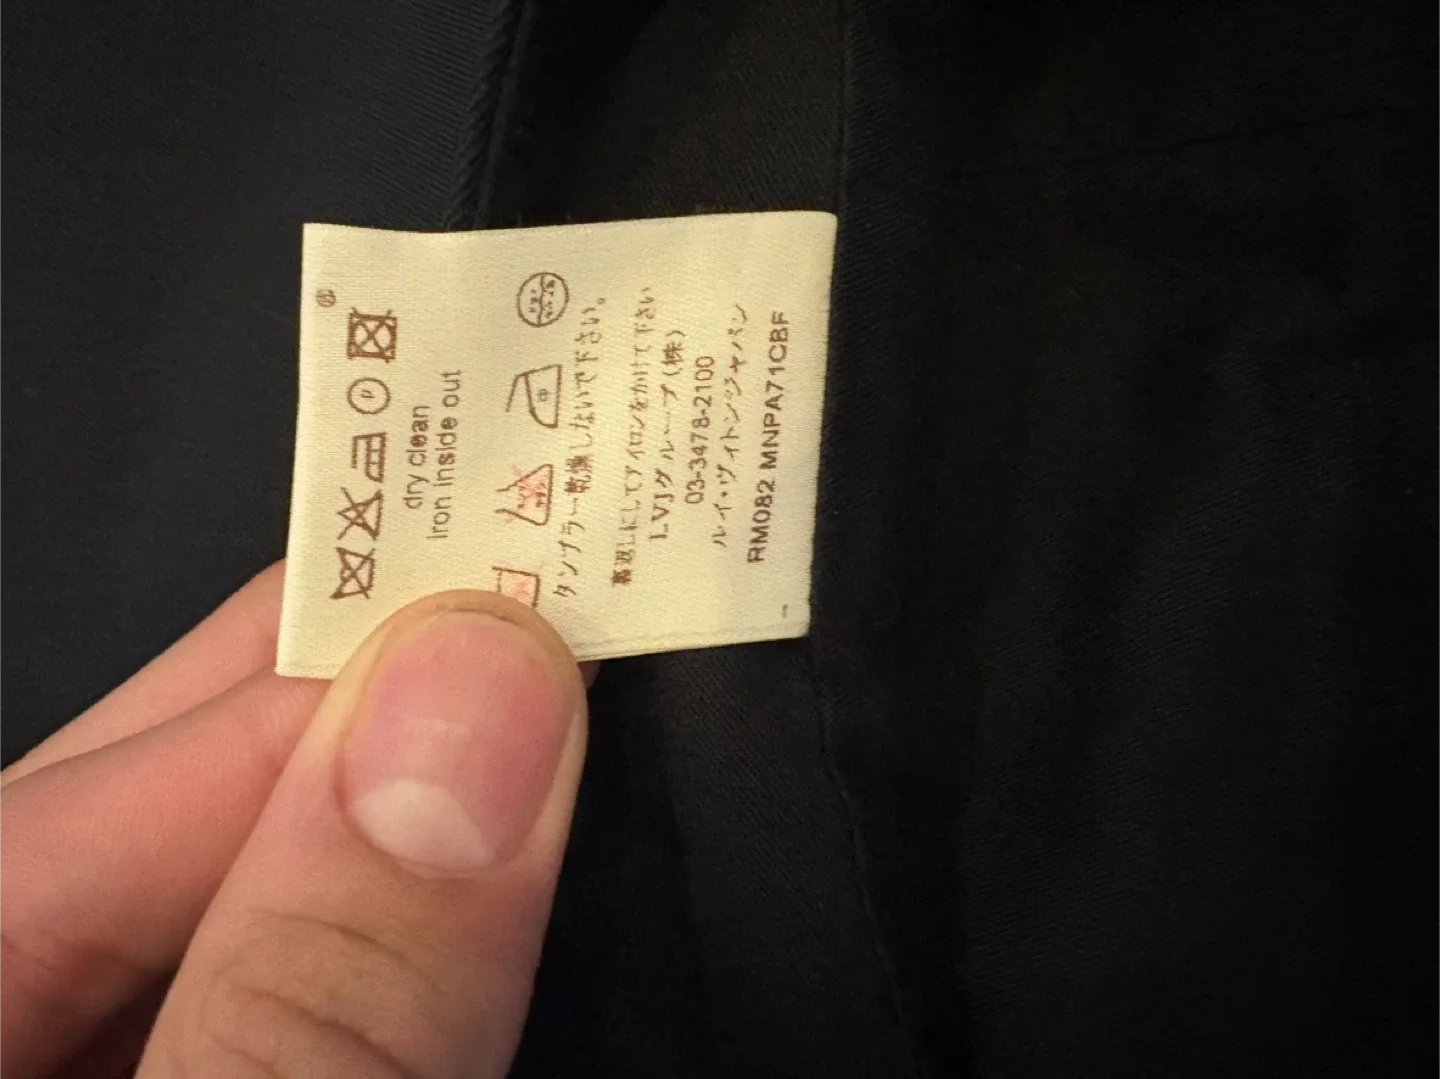 dry clean
Iron inside out
中
タンブラー乾燥しないで下さい。
裏返しにしてアイロンをかけて下さい
LVJグループ(株)
03-3478-2100
ルイ・ヴィトンジャパン
RM082 MNPA71CBF